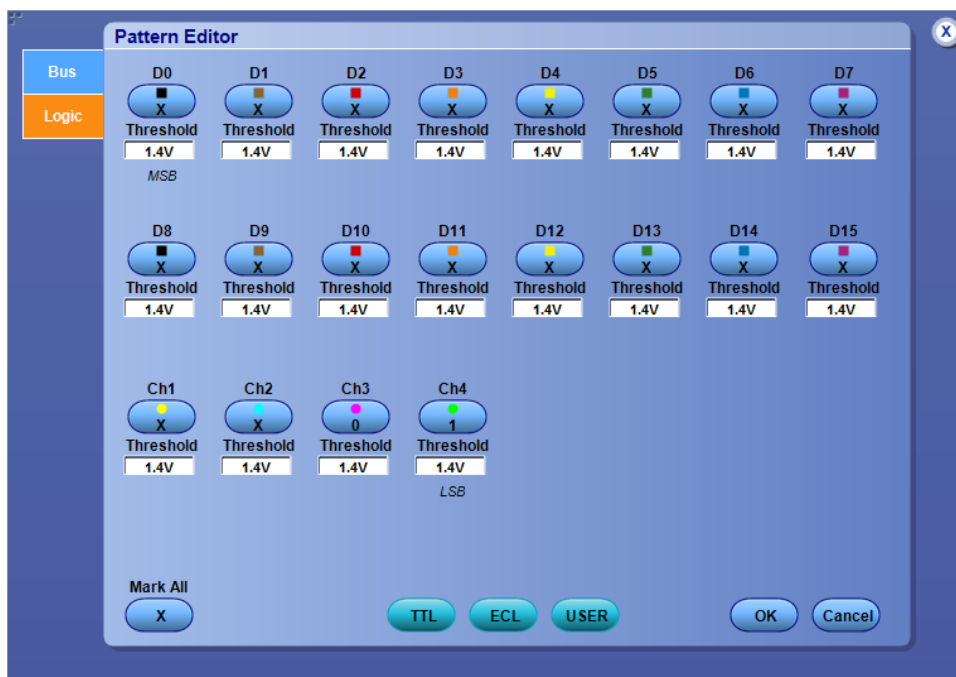 Pattern Editor
X
Bus
Logic
D0 D1 D2 D3 D4 D5 D6 D7
X X X X X X X X
Threshold Threshold Threshold Threshold Threshold Threshold Threshold Threshold
1.4V 1.4V 1.4V 1.4V 1.4V 1.4V 1.4V 1.4V
MSB
D8 D9 D10 D11 D12 D13 D14 D15
X X X X X X X X
Threshold Threshold Threshold Threshold Threshold Threshold Threshold Threshold
1.4V 1.4V 1.4V 1.4V 1.4V 1.4V 1.4V 1.4V
Ch1 Ch2 Ch3 Ch4
X X 0 1
Threshold Threshold Threshold Threshold
1.4V 1.4V 1.4V 1.4V
LSB
Mark All
X TTL ECL USER OK Cancel